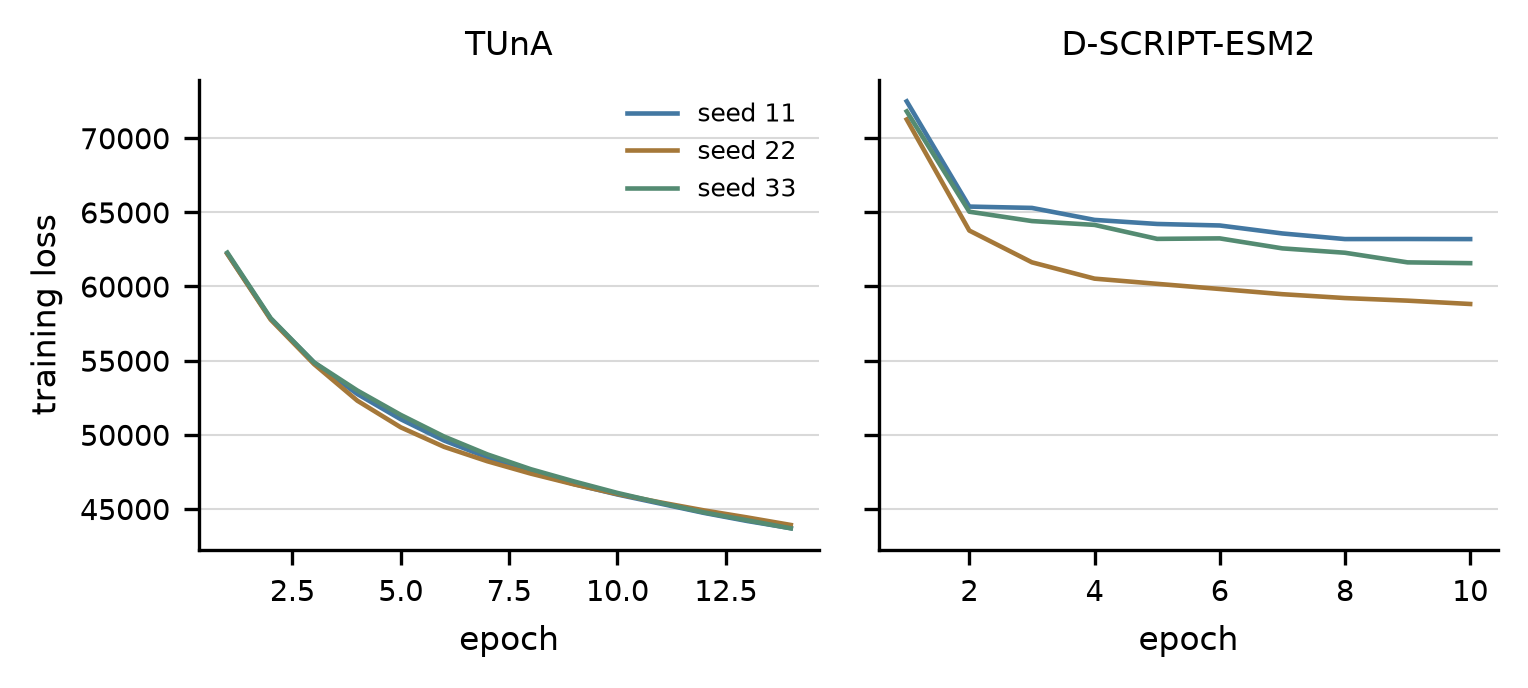 TUnA
D-SCRIPT-ESM2
seed 11
seed 22
seed 33
training loss
70000
65000
60000
55000
50000
45000
2.5 5.0 7.5 10.0 12.5
2 4 6 8 10
epoch
epoch